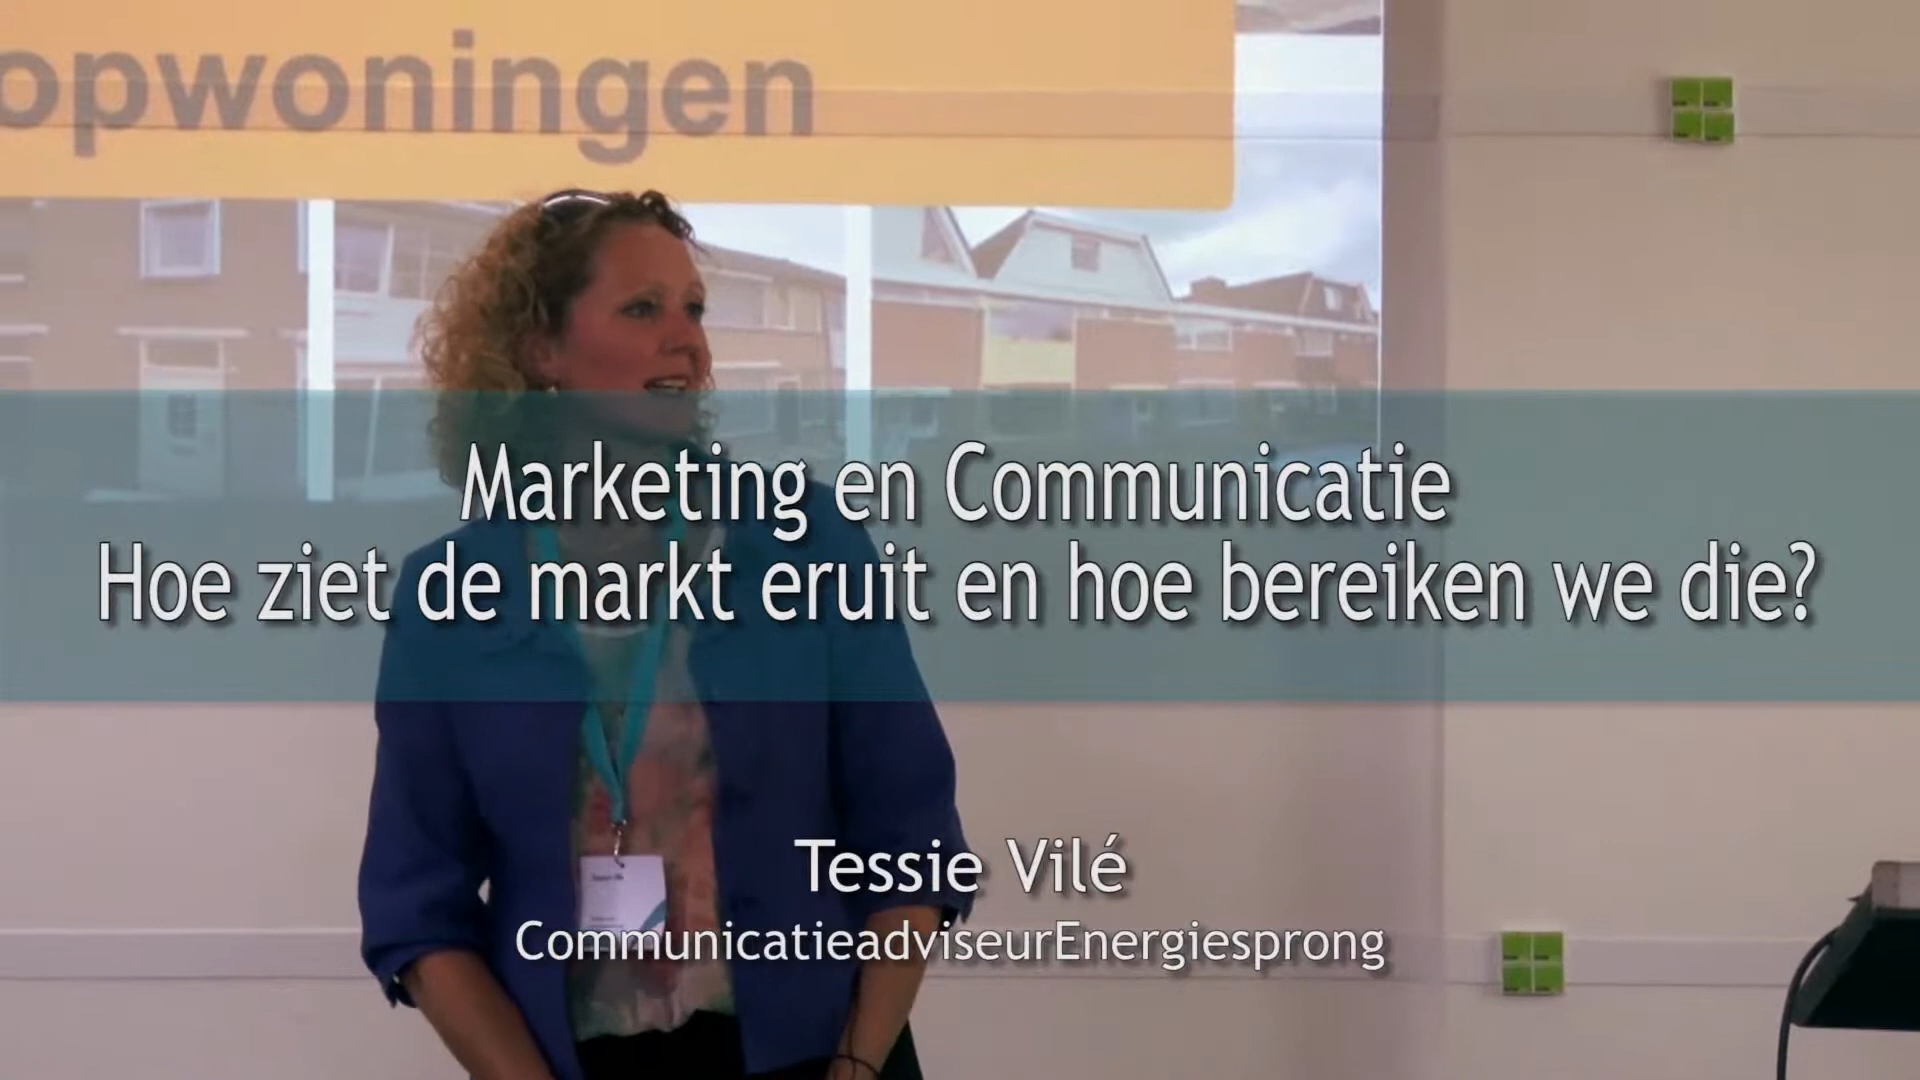 opwoningen
Marketing en Communicatie
Hoe ziet de markt eruit en hoe bereiken we die?
Tessie Vilé
CommunicatieadviseurEnergiesprong